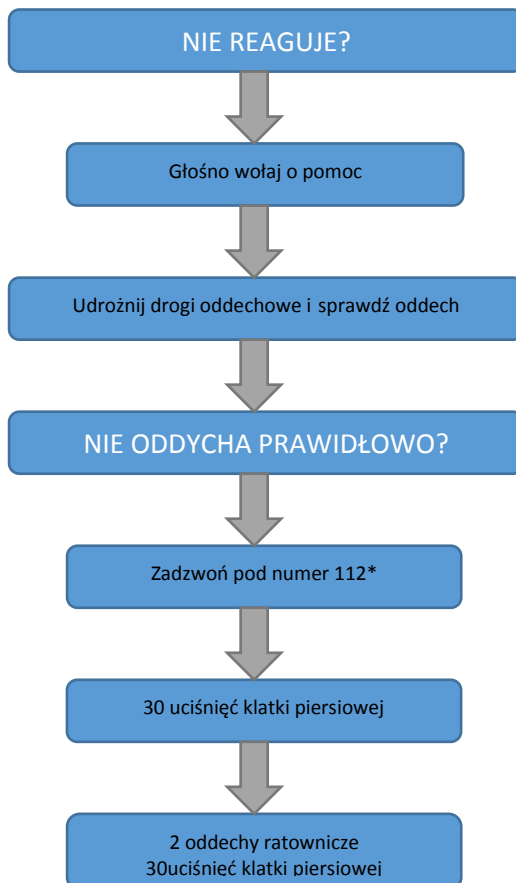 NIE REAGUJE?
Głośno wołaj o pomoc
Udrożnij drogi oddechowe i sprawdź oddech
NIE ODDYCHA PRAWIDŁOWO?
Zadzwoń pod numer 112*
30 uciśnięć klatki piersiowej
2 oddechy ratownicze
30uciśnięć klatki piersiowej